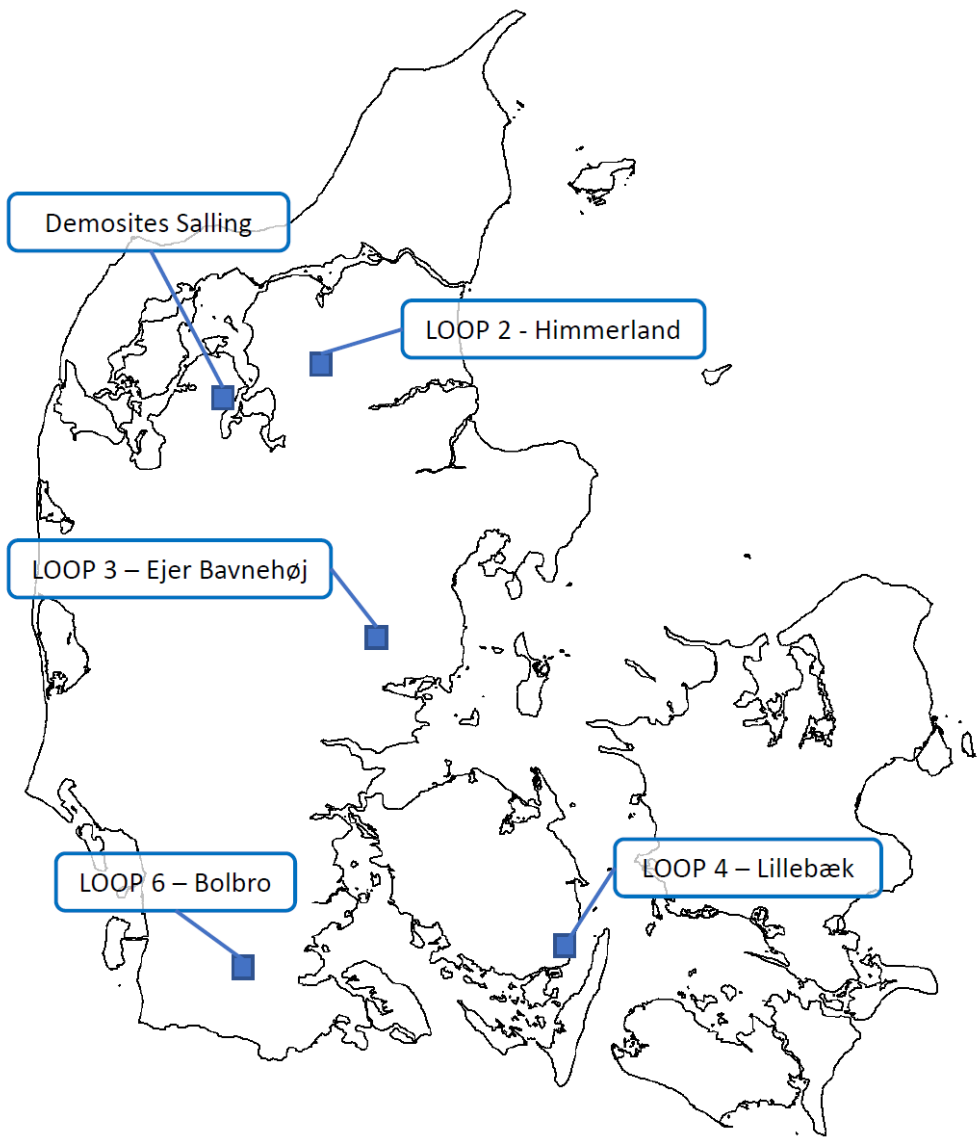 Demosites Salling
LOOP 2 - Himmerland
LOOP 3 – Ejer Bavnehøj
LOOP 4 – Lillebæk
LOOP 6 – Bolbro